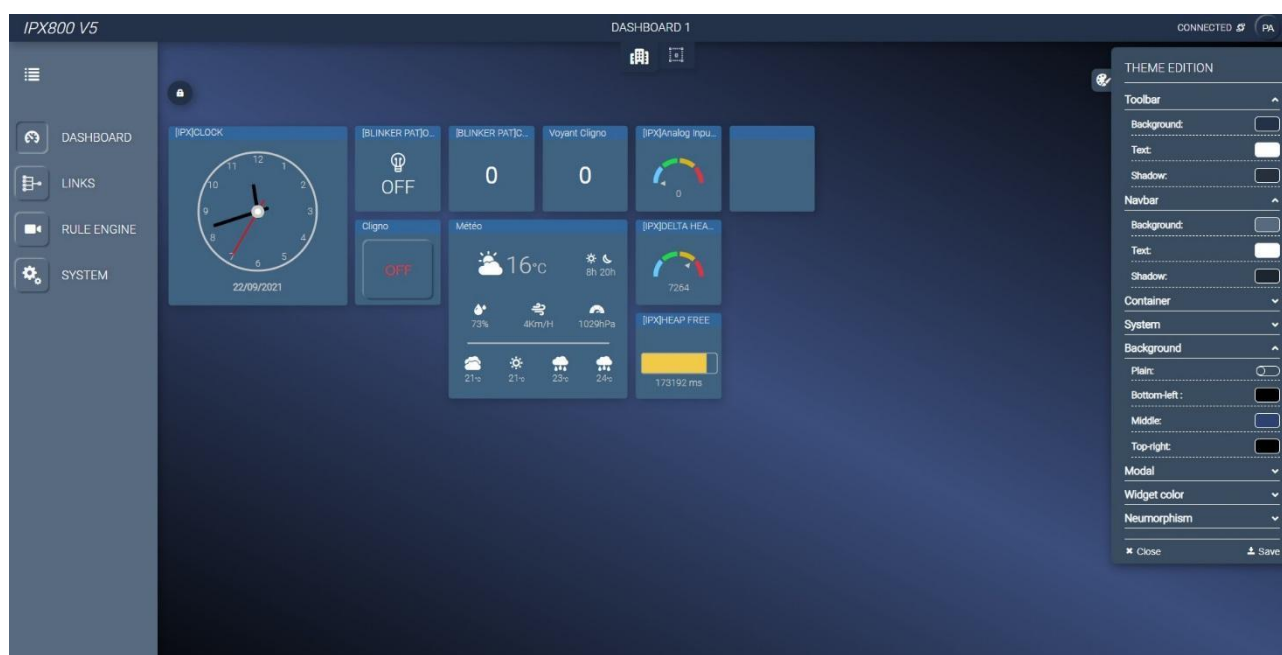 IPX800 V5
DASHBOARD 1
CONNECTED
PA
DASHBOARD
LINKS
RULE ENGINE
SYSTEM
[IPX]CLOCK
12
1
2
3
4
5
6
7
8
9
10
11
22/09/2021
[BLINKER PAT]O...
OFF
[BLINKER PAT]C...
0
Voyant Cligno
0
[IPX]Analog Inpu...
0
Cligno
OFF
Météo
16°C
8h 20h
73%
4Km/H
1029hPa
21°c
21°c
23°c
24°c
[IPX]DELTA HEA...
7264
[IPX]HEAP FREE
173192 ms
THEME EDITION
Toolbar
Background:
Text:
Shadow:
Navbar
Background:
Text:
Shadow:
Container
System
Background
Plain:
Bottom-left :
Middle:
Top-right:
Modal
Widget color
Neumorphism
Close
Save